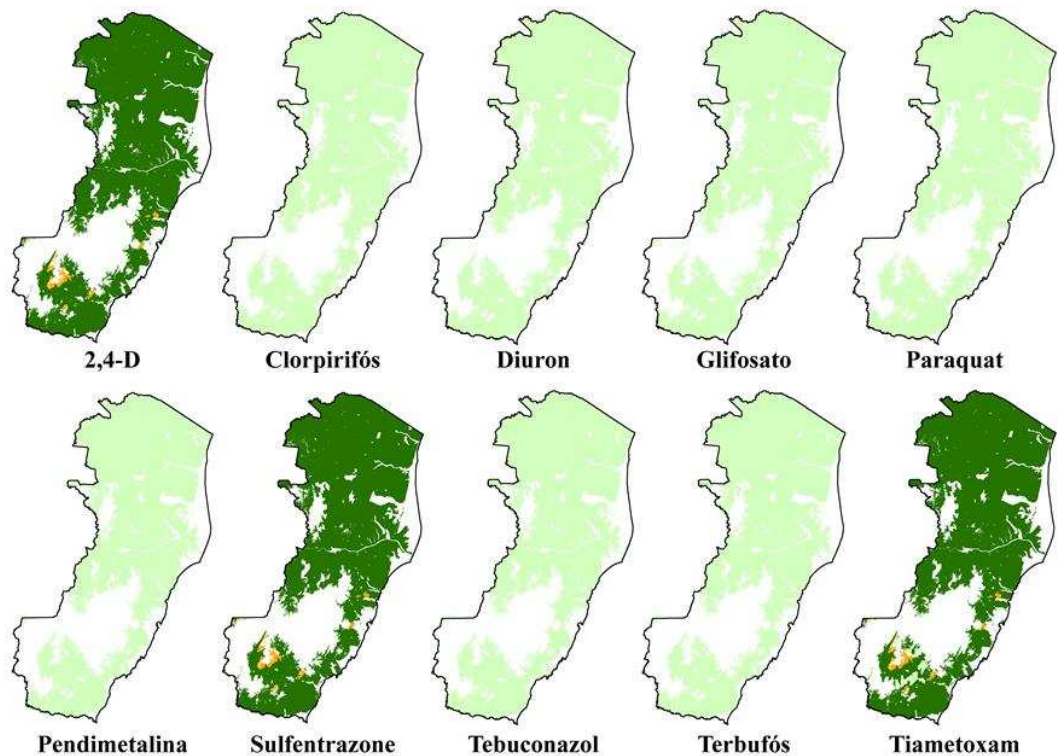 2,4-D Clorpirifós Diuron Glifosato Paraquat
Pendimetalina Sulfentrazone Tebuconazol Terbufós Tiametoxam